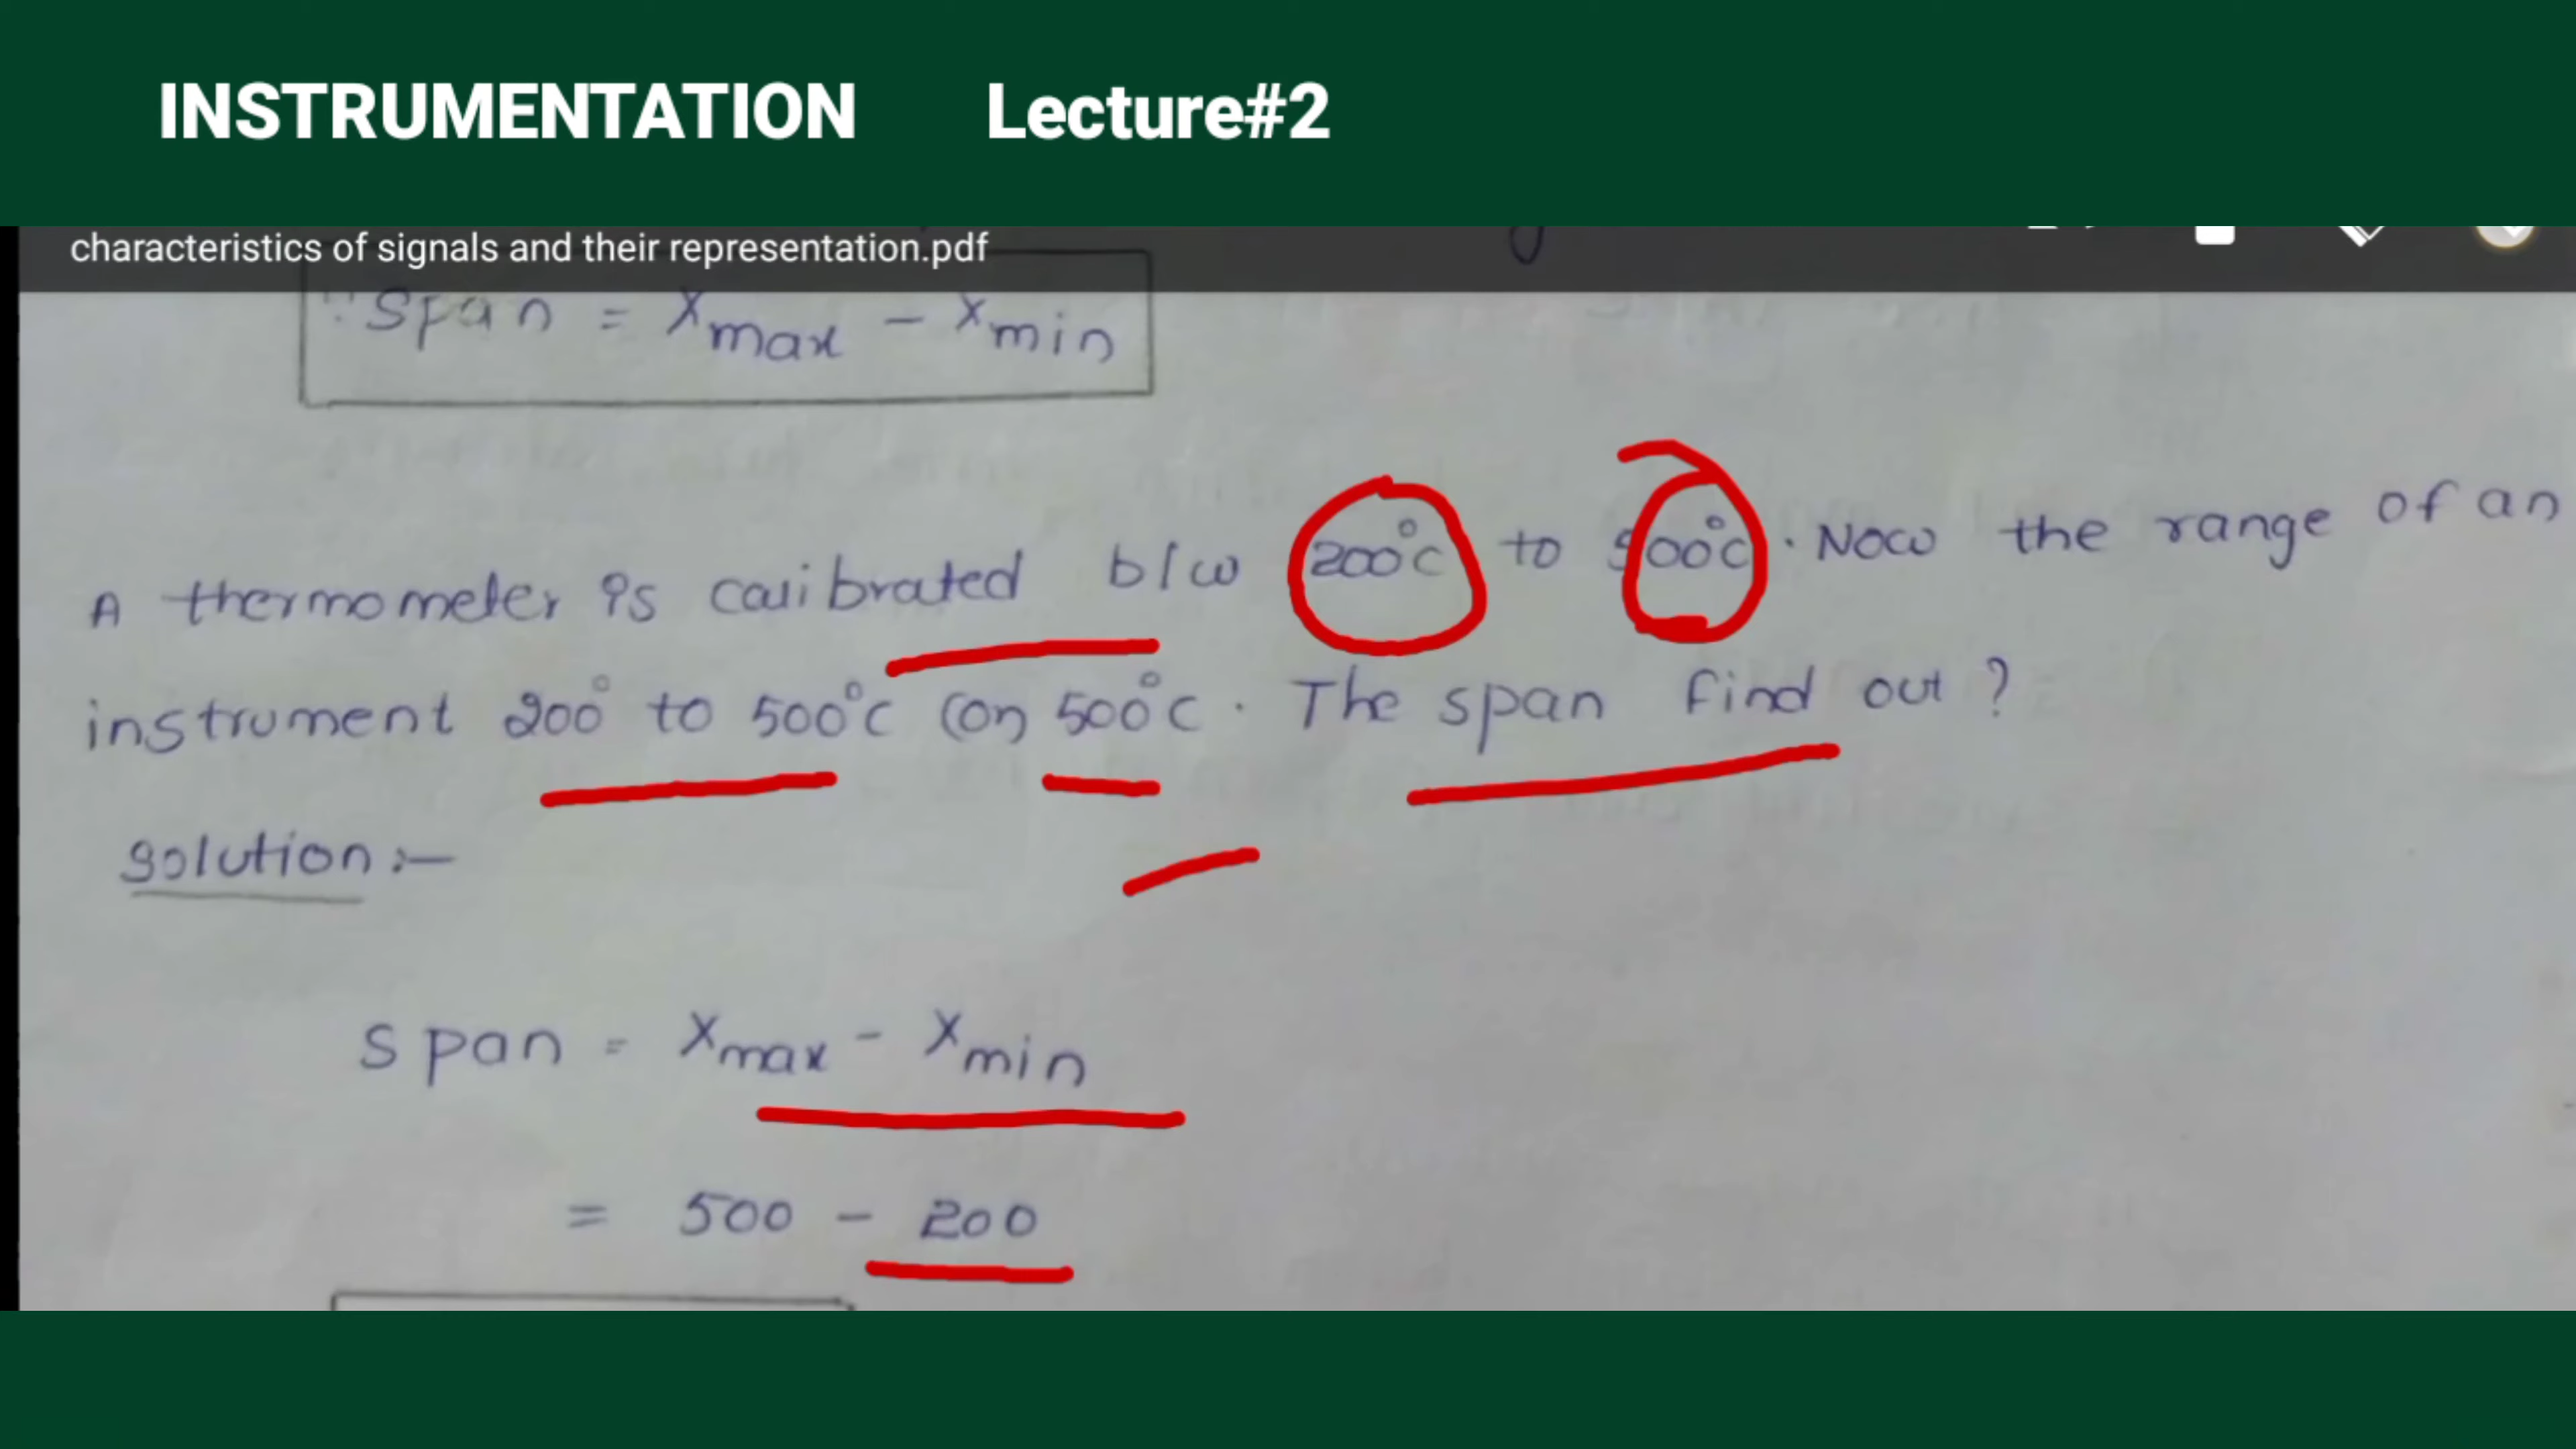 INSTRUMENTATION Lecture#2
characteristics of signals and their representation.pdf
∵ Span = Xmax - Xmin
A thermometer is calibrated b/w 200°C to 500°C. Now the range of an
instrument 200° to 500°C (or) 500°C. The span find out?
Solution:-
span = Xmax - Xmin
= 500 - 200